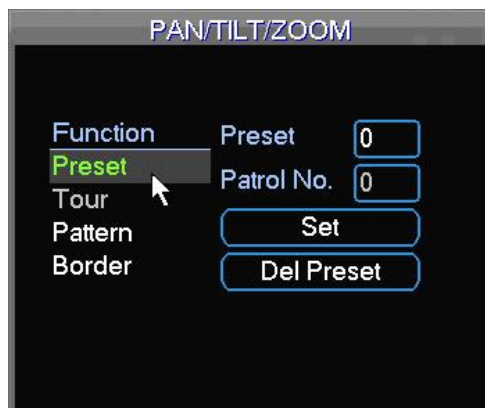 PAN/TILT/ZOOM
Function
Preset
Tour
Pattern
Border
Preset 0
Patrol No. 0
Set
Del Preset